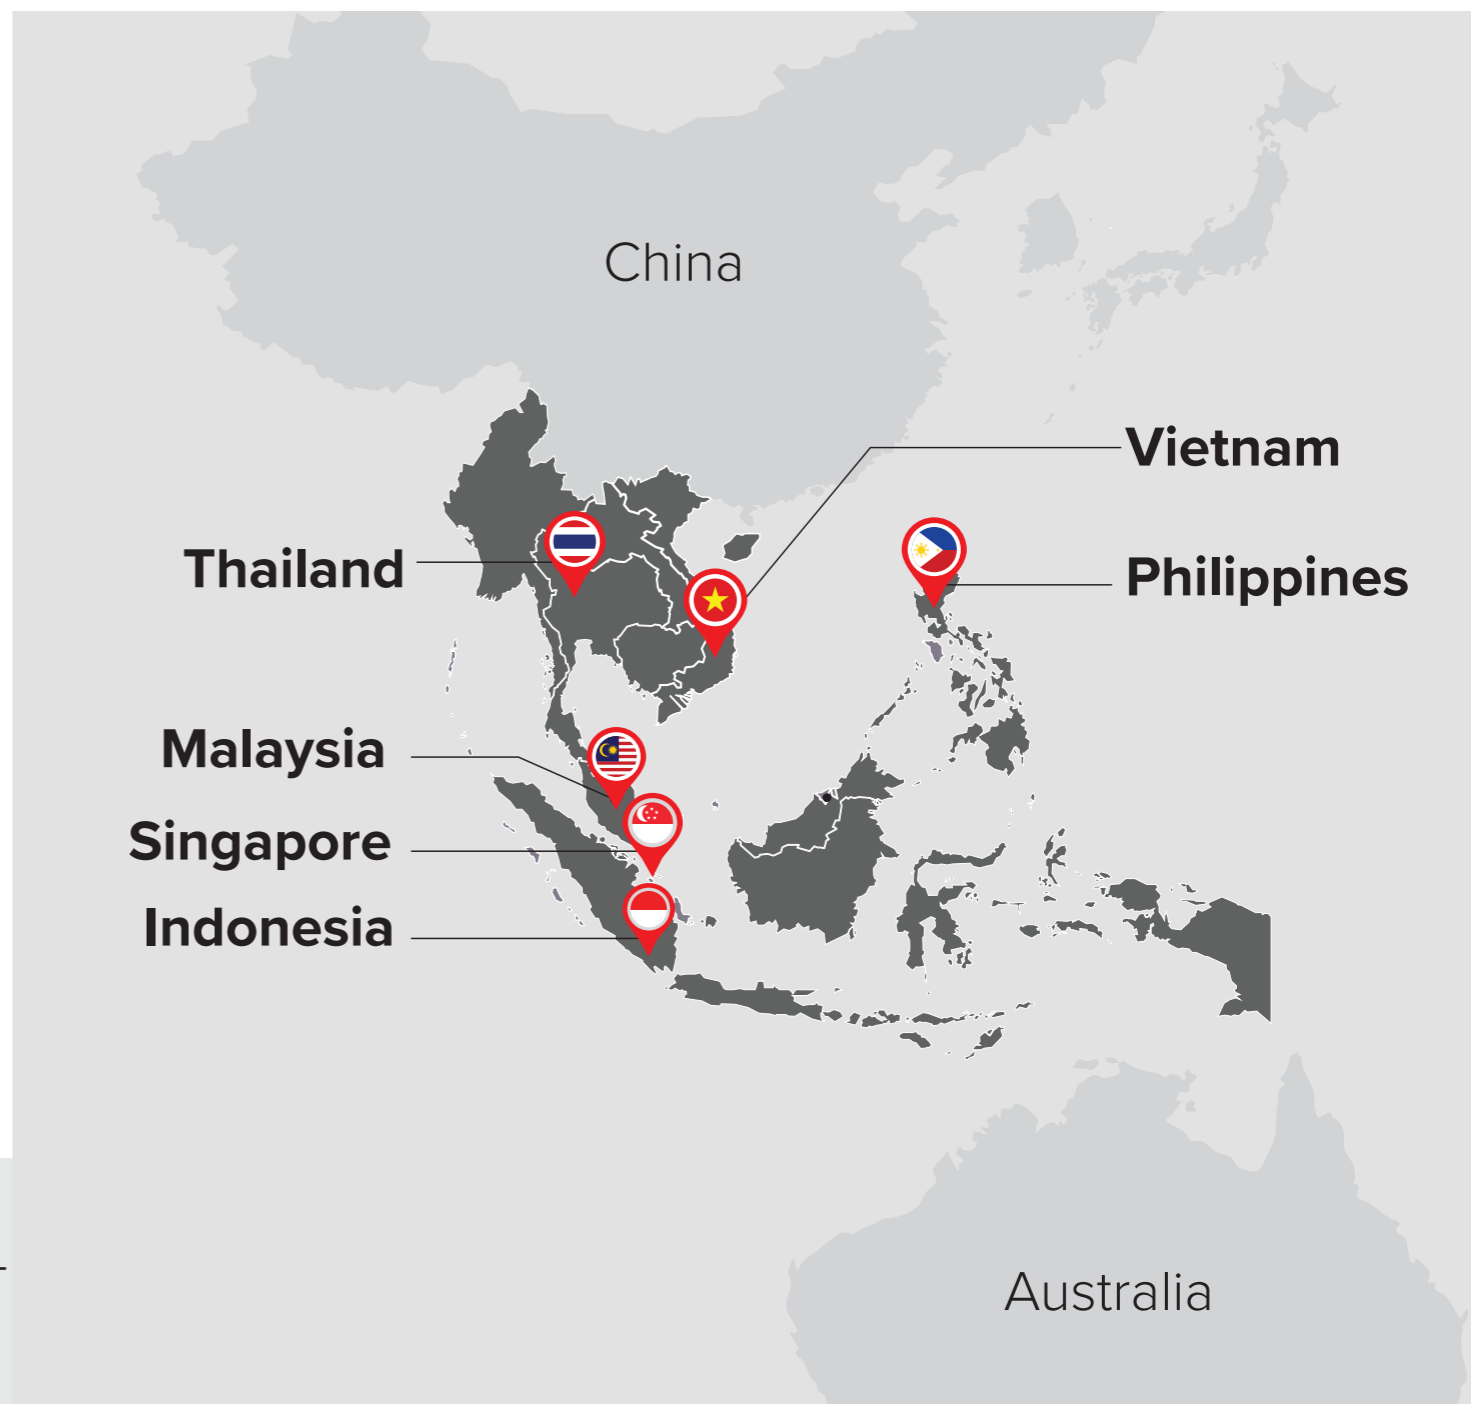 China
Vietnam
Thailand
Philippines
Malaysia
Singapore
Indonesia
Australia